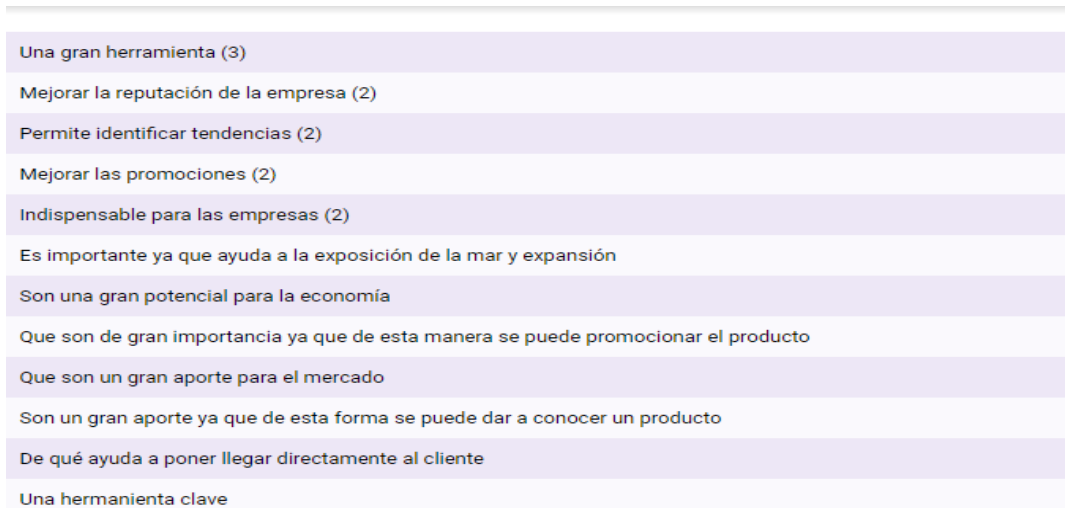 Una gran herramienta (3)
Mejorar la reputación de la empresa (2)
Permite identificar tendencias (2)
Mejorar las promociones (2)
Indispensable para las empresas (2)
Es importante ya que ayuda a la exposición de la mar y expansión
Son una gran potencial para la economía
Que son de gran importancia ya que de esta manera se puede promocionar el producto
Que son un gran aporte para el mercado
Son un gran aporte ya que de esta forma se puede dar a conocer un producto
De qué ayuda a poner llegar directamente al cliente
Una hermanienta clave